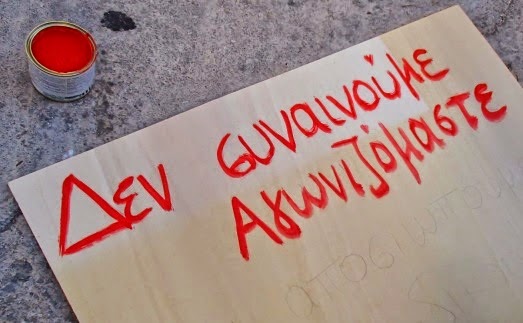 Δεν συναινούμε
Αγωνιζόμαστε